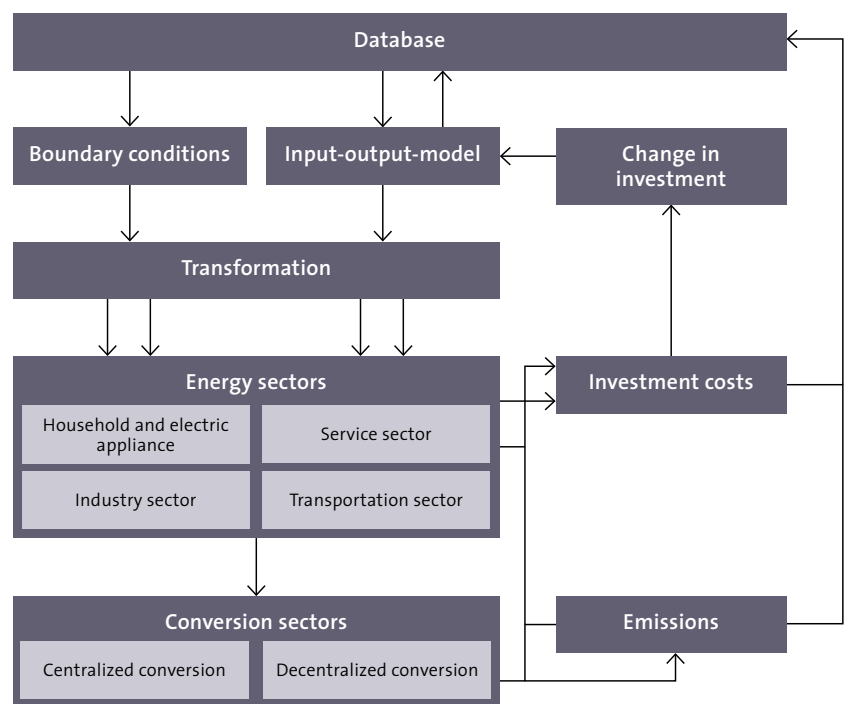 Database
Boundary conditions
Input-output-model
Change in
investment
Transformation
Energy sectors
Investment costs
Household and electric
appliance
Service sector
Industry sector
Transportation sector
Conversion sectors
Emissions
Centralized conversion
Decentralized conversion